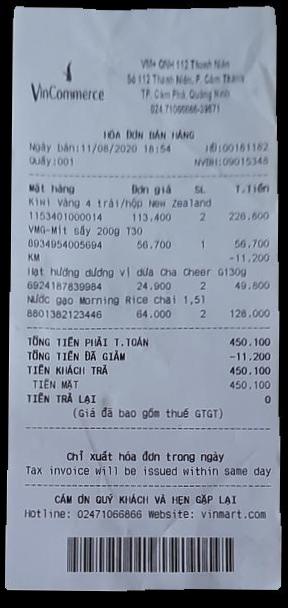 VinCommerce
VM+ QNH 112 Thanh Niên
Số 112 Thanh Niên, P. Cẩm Thành
TP. Cẩm Phả, Quảng Ninh
024.71066866-39671
HÓA ĐƠN BÁN HÀNG
Ngày bán:11/08/2020 18:54 HĐ:00161182
Quầy:001 NVBH:09015348
Mặt hàng Đơn giá SL T.Tiền
Kiwi Vàng 4 trái/hộp New Zealand
1153401000014 113.400 2 226.800
VMG-Mít sấy 200g T30
8934954005694 56.700 1 56.700
KM -11.200
Hạt hướng dương vị dừa Cha Cheer G130g
6924187839984 24.900 2 49.800
Nước gạo Morning Rice chai 1,5l
8801382123446 64.000 2 128.000
TỔNG TIỀN PHẢI T.TOÁN 450.100
TỔNG TIỀN ĐÃ GIẢM -11.200
TIỀN KHÁCH TRẢ 450.100
TIỀN MẶT 450.100
TIỀN TRẢ LẠI 0
(Giá đã bao gồm thuế GTGT)
Chỉ xuất hóa đơn trong ngày
Tax invoice will be issued within same day
CẢM ƠN QUÝ KHÁCH VÀ HẸN GẶP LẠI
Hotline: 02471066866 Website: vinmart.com